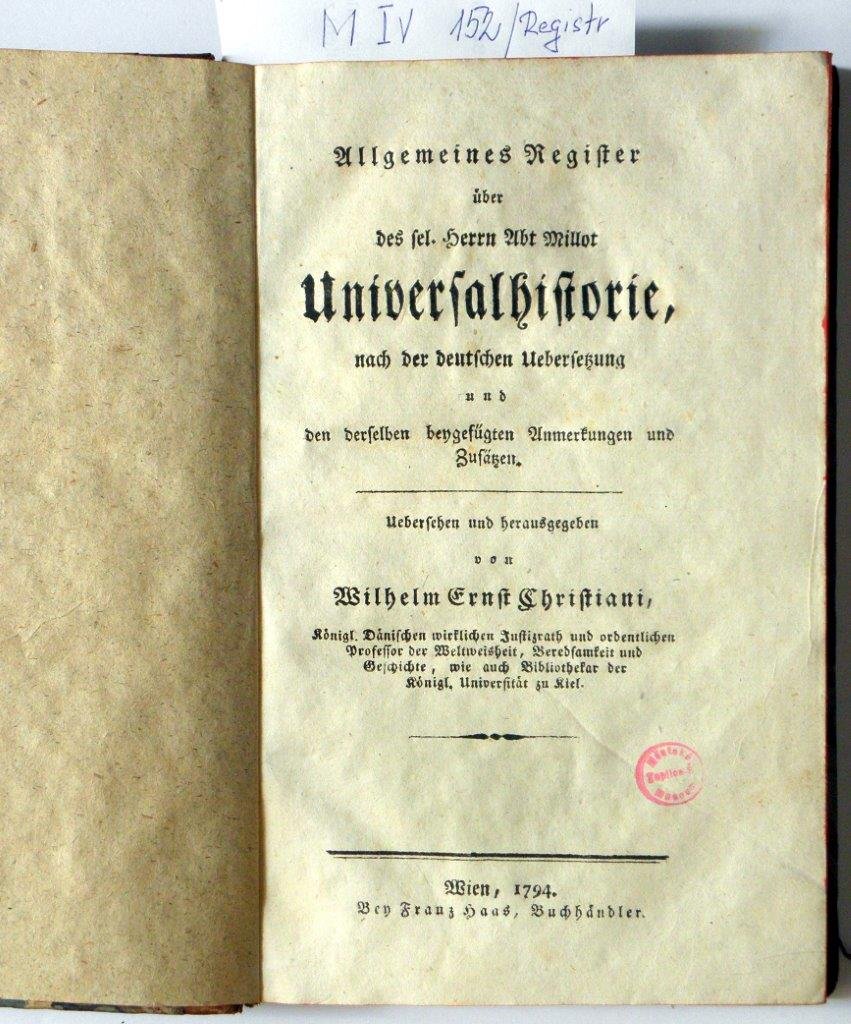 M IV 152/Registr
Allgemeines Regiſter
über
des ſel. Herrn Abt Millot
Univerſalhiſtorie,
nach der deutſchen Ueberſetzung
und
den derſelben beygefügten Anmerkungen und
Zuſätzen.
Ueberſehen und herausgegeben
von
Wilhelm Ernſt Chriſtiani,
Königl. Däniſchen wirklichen Juſtizrath und ordentlichen
Profeſſor der Weltweisheit, Beredſamkeit und
Geſchichte, wie auch Bibliothekar der
Königl. Univerſität zu Kiel.
Wien, 1794.
Bey Franz Haas, Buchhändler.